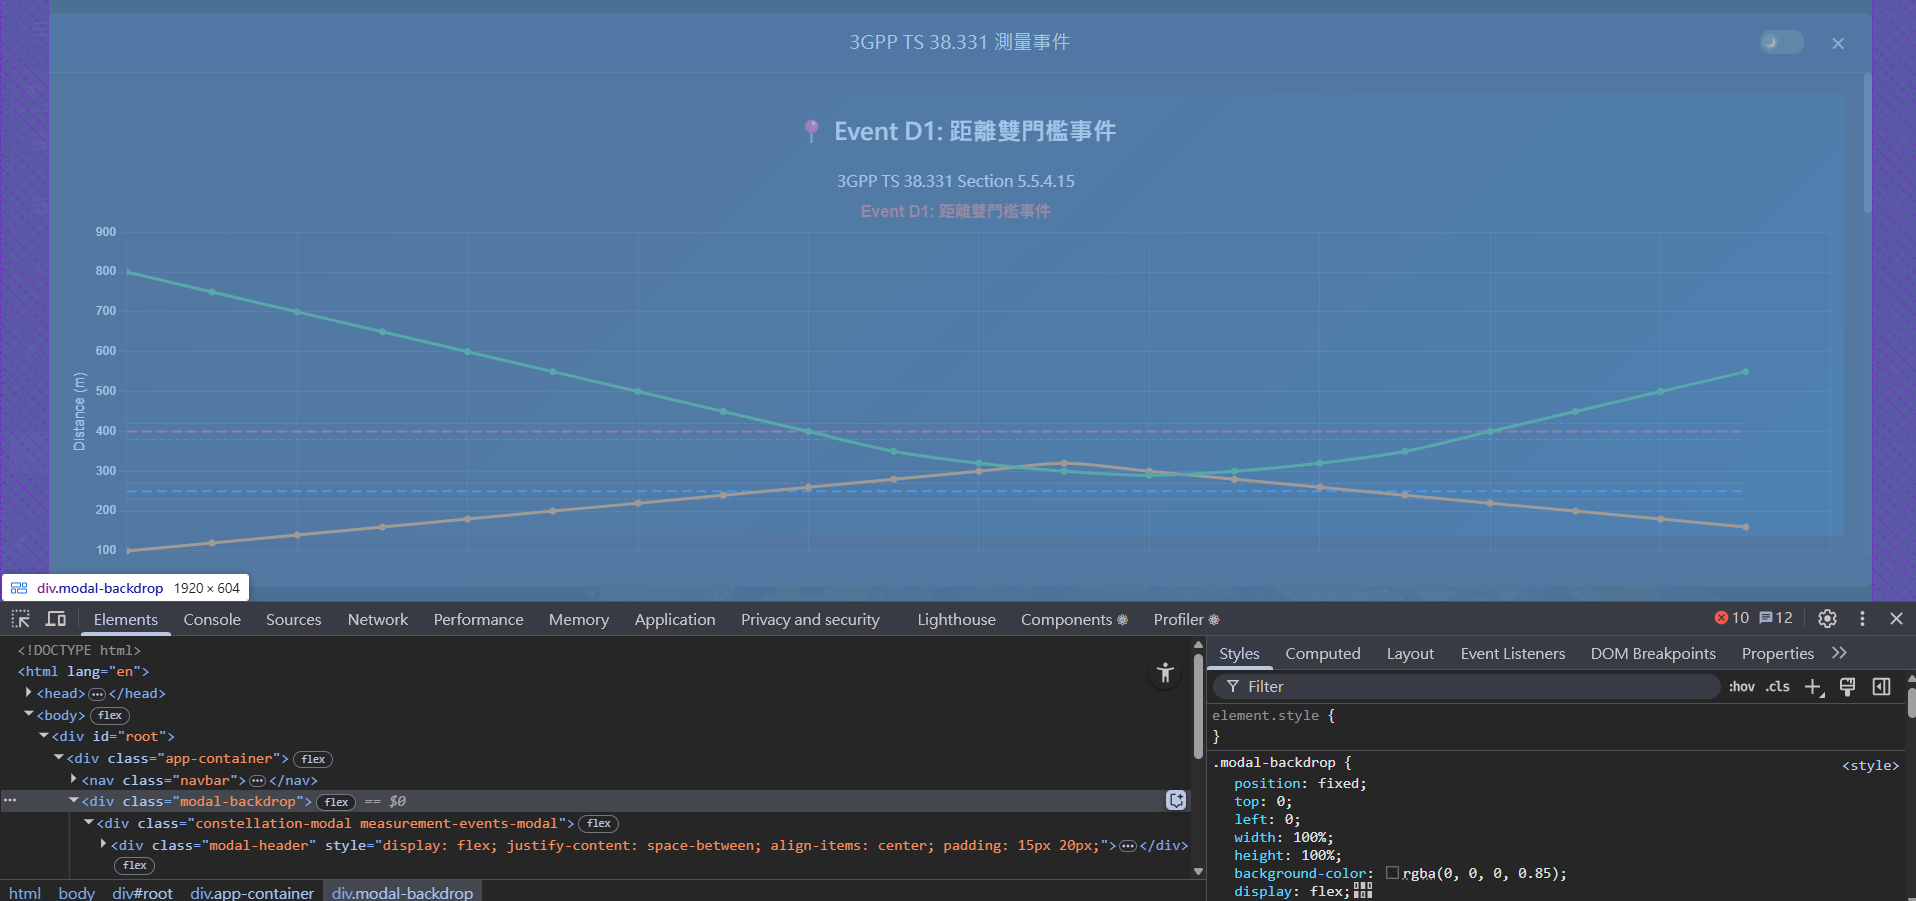 3GPP TS 38.331 測量事件
Event D1: 距離雙門檻事件
3GPP TS 38.331 Section 5.5.4.15
Event D1: 距離雙門檻事件
900
800
700
600
500
400
300
200
100
Distance (m)
div.modal-backdrop 1920 × 604
Elements Console Sources Network Performance Memory Application Privacy and security Lighthouse Components Profiler 10 12
<!DOCTYPE html>
<html lang="en">
<head> </head>
<body> flex
<div id="root">
<div class="app-container"> flex
<nav class="navbar"> </nav>
<div class="modal-backdrop"> flex == $0
<div class="constellation-modal measurement-events-modal"> flex
<div class="modal-header" style="display: flex; justify-content: space-between; align-items: center; padding: 15px 20px;"> </div>
flex
html body div#root div.app-container div.modal-backdrop
Styles Computed Layout Event Listeners DOM Breakpoints Properties
Filter :hov .cls
element.style {
}
.modal-backdrop { <style>
position: fixed;
top: 0;
left: 0;
width: 100%;
height: 100%;
background-color: rgba(0, 0, 0, 0.85);
display: flex;